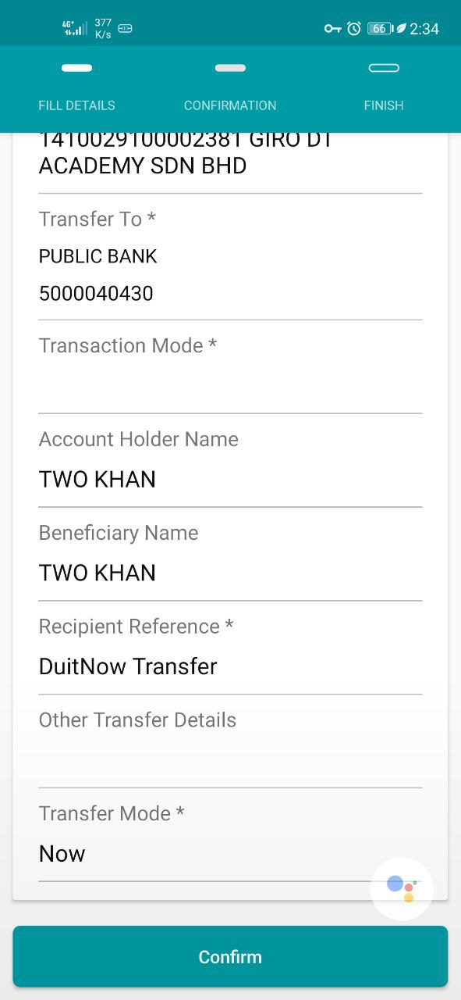 4G+
377
K/s
66
2:34
FILL DETAILS
CONFIRMATION
FINISH
1410029100002381 GIRO DT
ACADEMY SDN BHD
Transfer To *
PUBLIC BANK
5000040430
Transaction Mode *
Account Holder Name
TWO KHAN
Beneficiary Name
TWO KHAN
Recipient Reference *
DuitNow Transfer
Other Transfer Details
Transfer Mode *
Now
Confirm